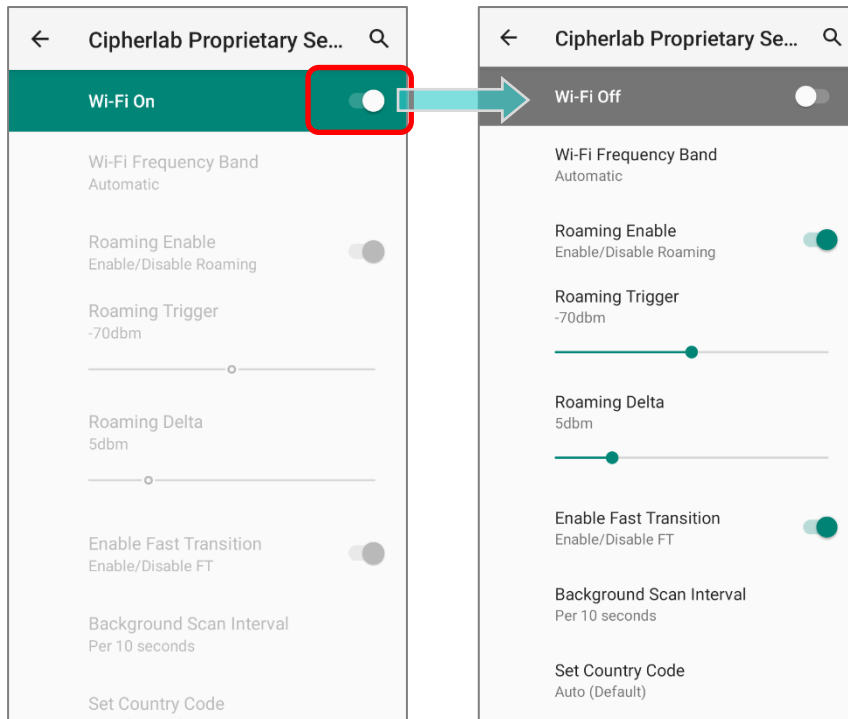 Cipherlab Proprietary Se...
Wi-Fi On
Wi-Fi Frequency Band
Automatic
Roaming Enable
Enable/Disable Roaming
Roaming Trigger
-70dbm
Roaming Delta
5dbm
Enable Fast Transition
Enable/Disable FT
Background Scan Interval
Per 10 seconds
Set Country Code
Cipherlab Proprietary Se...
Wi-Fi Off
Wi-Fi Frequency Band
Automatic
Roaming Enable
Enable/Disable Roaming
Roaming Trigger
-70dbm
Roaming Delta
5dbm
Enable Fast Transition
Enable/Disable FT
Background Scan Interval
Per 10 seconds
Set Country Code
Auto (Default)